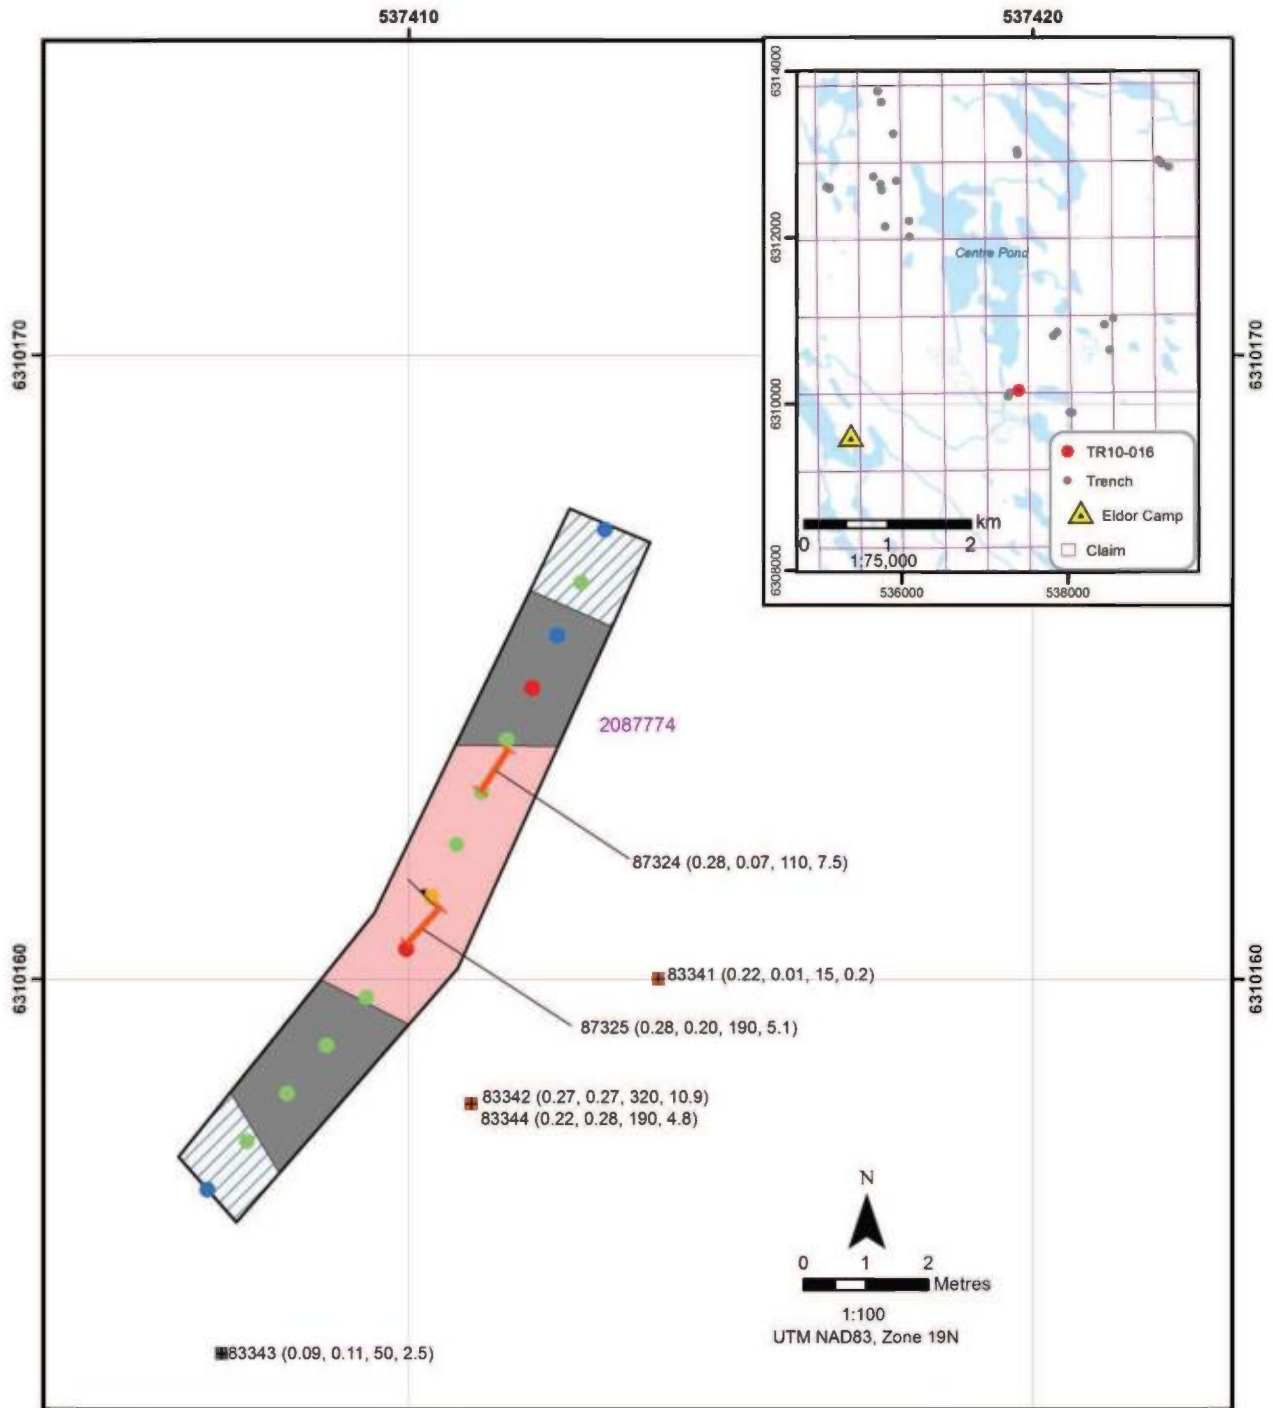 537410
537420
6314000
6312000
6310000
6308000
Centre Pond
TR10-016
Trench
Eldor Camp
Claim
km
0 1 2
1:75,000
536000
538000
6310170
6310170
2087774
87324 (0.28, 0.07, 110, 7.5)
6310160
6310160
83341 (0.22, 0.01, 15, 0.2)
87325 (0.28, 0.20, 190, 5.1)
83342 (0.27, 0.27, 320, 10.9)
83344 (0.22, 0.28, 190, 4.8)
N
0 1 2
Metres
1:100
UTM NAD83, Zone 19N
83343 (0.09, 0.11, 50, 2.5)